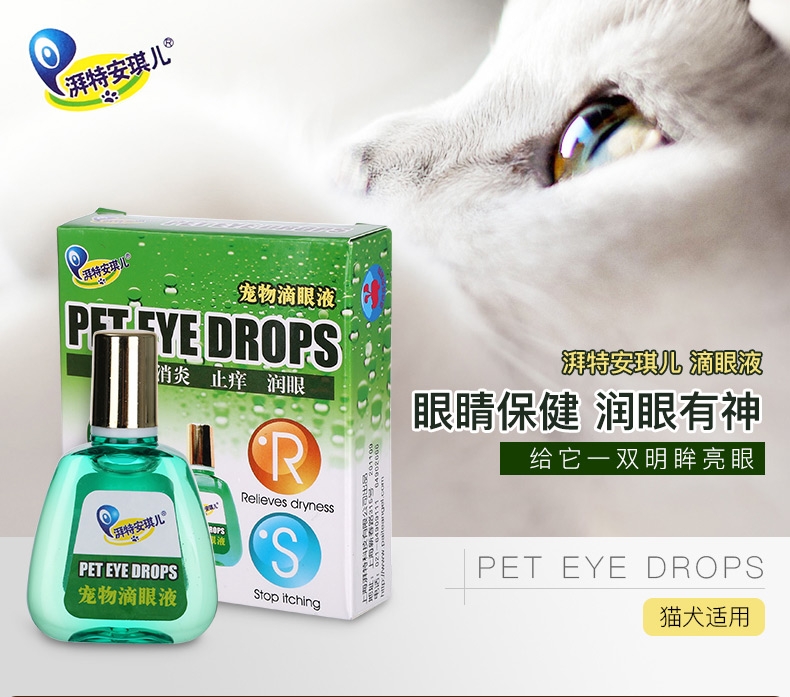 湃特安琪儿®
湃特安琪儿
宠物滴眼液
PET EYE DROPS
消炎 止痒 润眼
R
Relieves dryness
S
Stop itching
湃特安琪儿
PET EYE DROPS
宠物滴眼液
湃特安琪儿 滴眼液
眼睛保健 润眼有神
给它一双明眸亮眼
PET EYE DROPS
猫犬适用